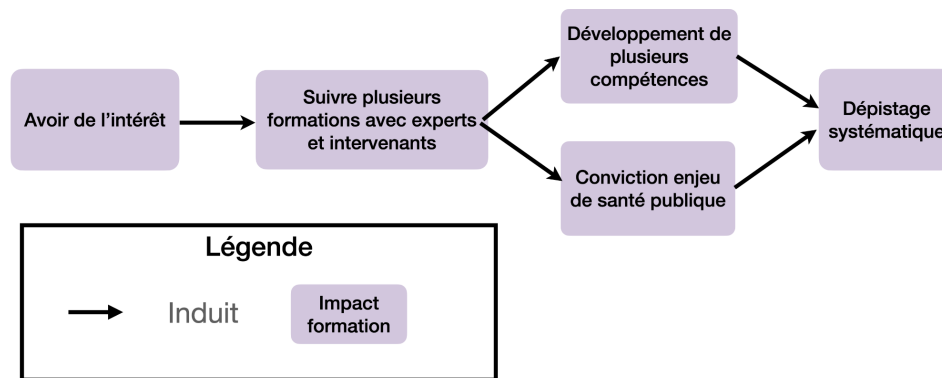 Avoir de l'intérêt
Suivre plusieurs
formations avec experts
et intervenants
Développement de
plusieurs
compétences
Conviction enjeu
de santé publique
Dépistage
systématique
Légende
Induit
Impact
formation